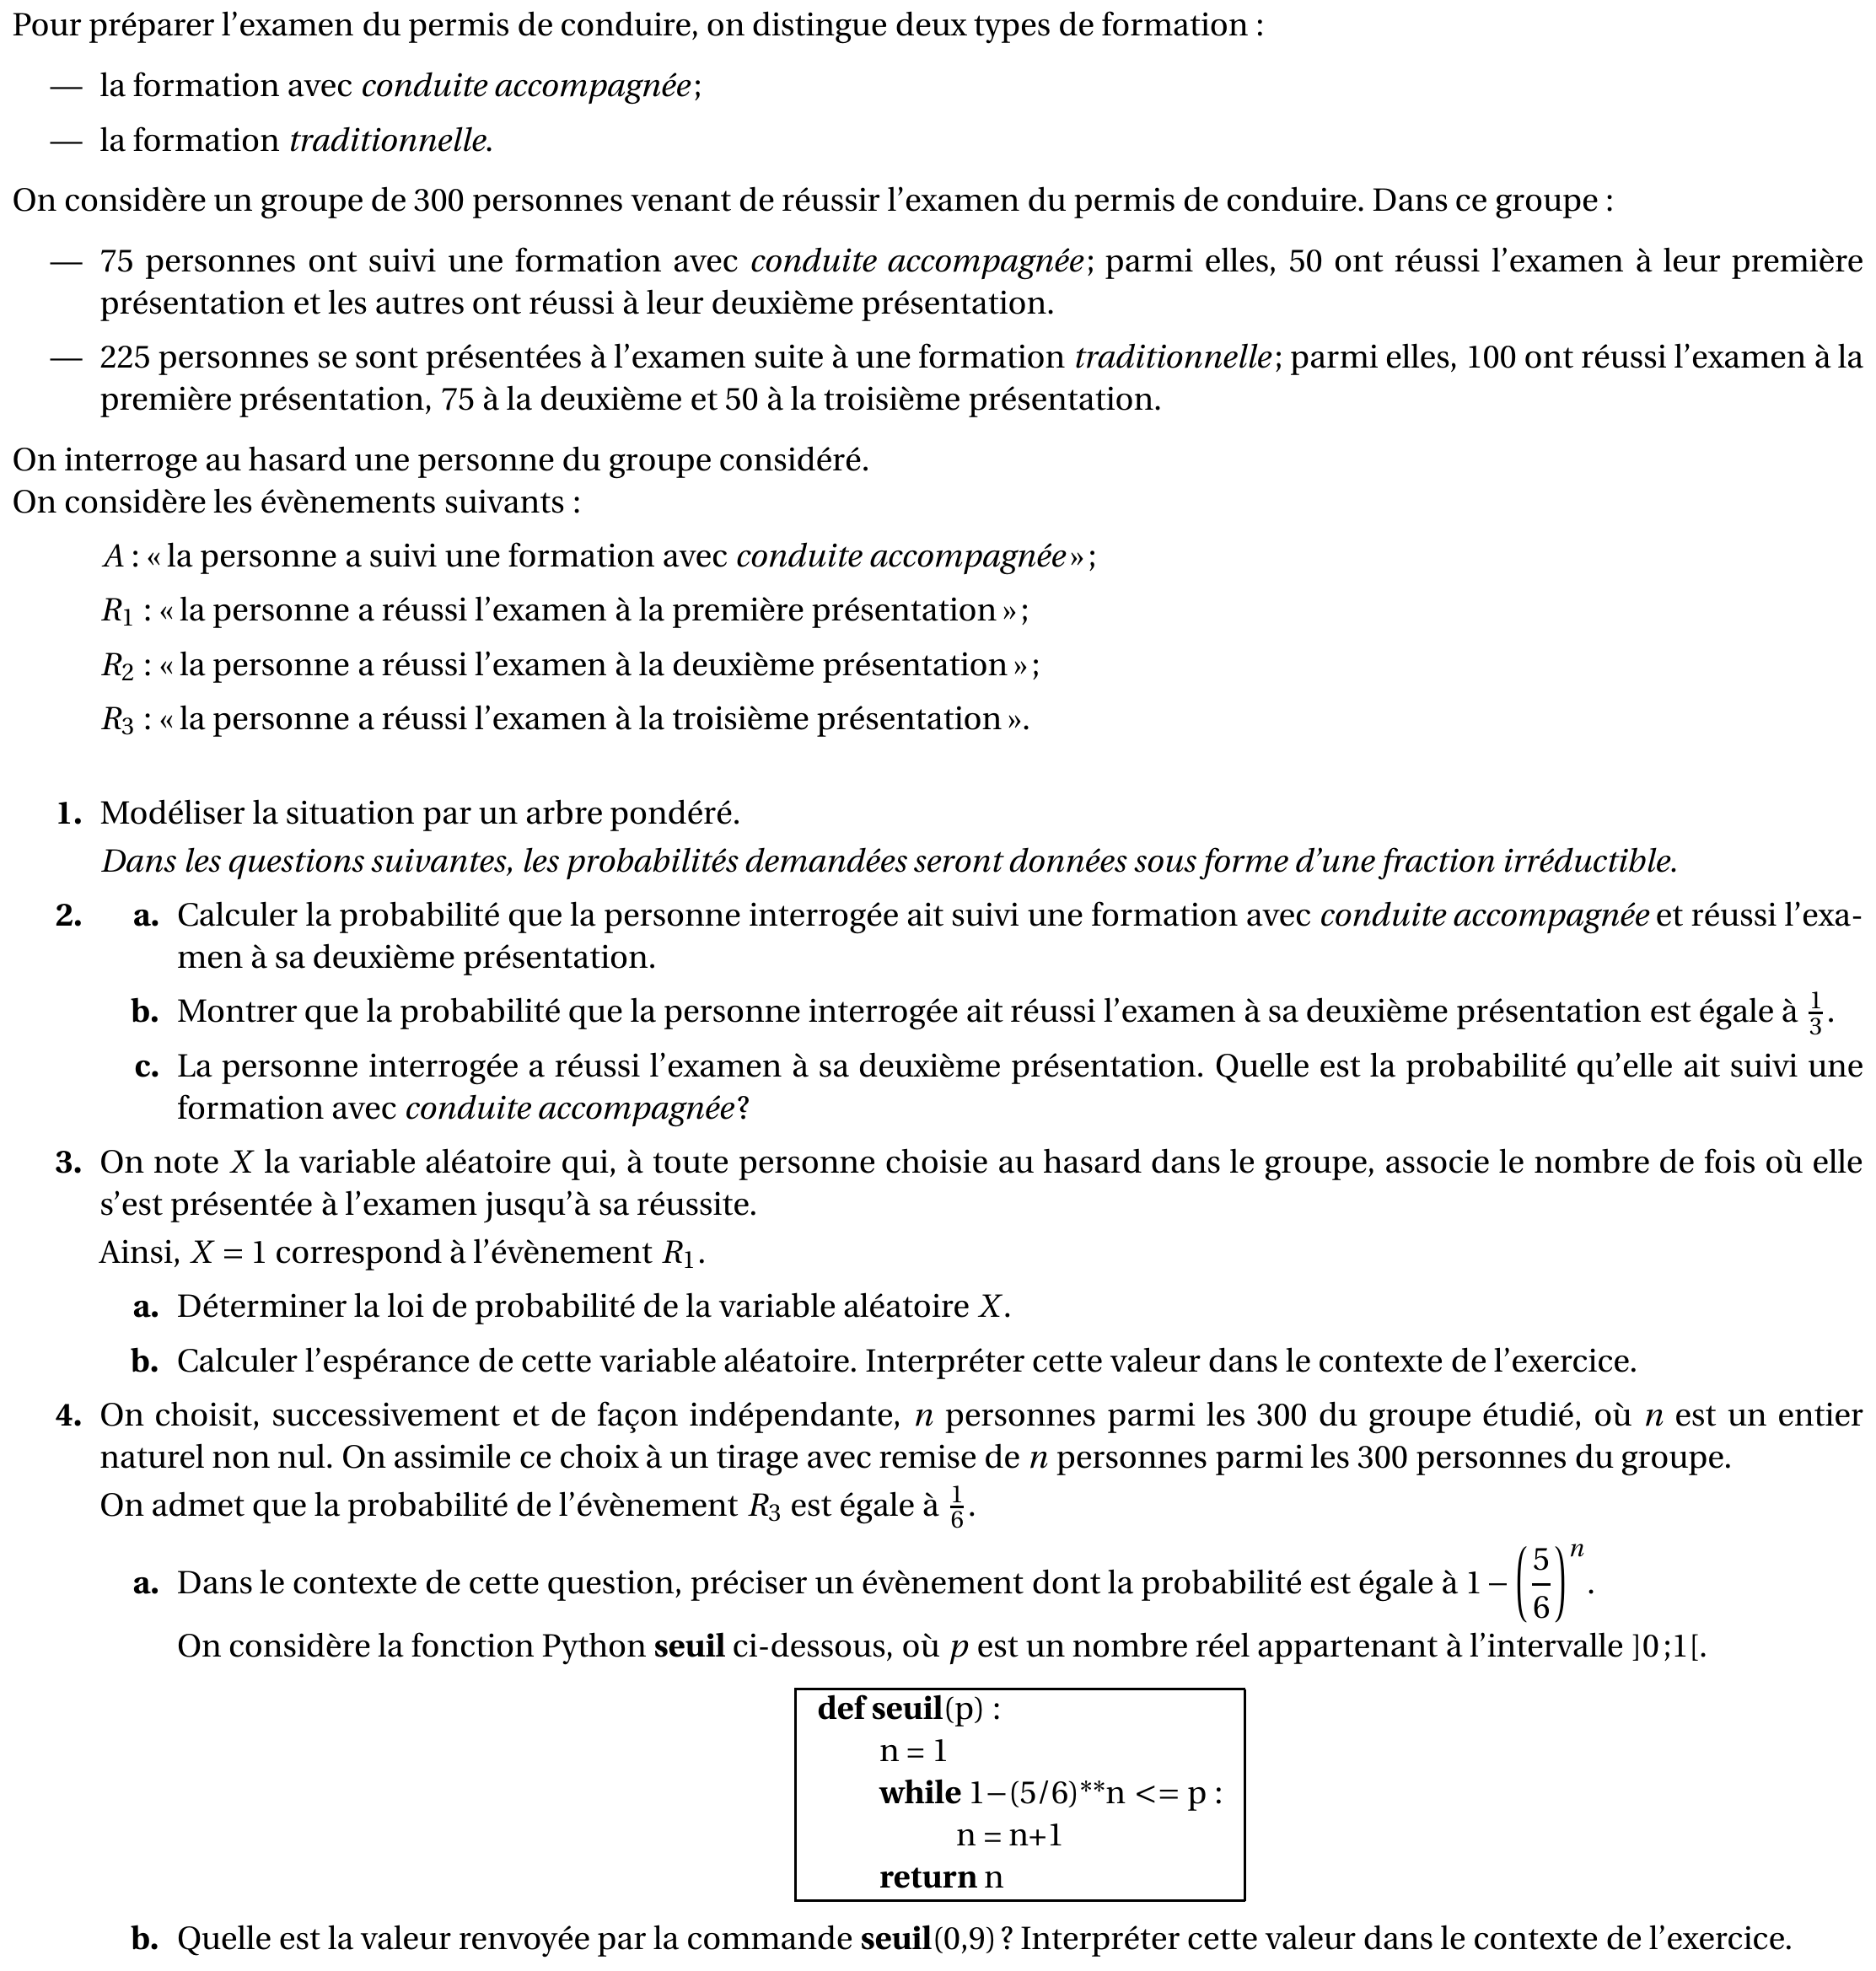 Pour préparer l'examen du permis de conduire, on distingue deux types de formation :
— la formation avec conduite accompagnée ;
— la formation traditionnelle.
On considère un groupe de 300 personnes venant de réussir l'examen du permis de conduire. Dans ce groupe :
— 75 personnes ont suivi une formation avec conduite accompagnée ; parmi elles, 50 ont réussi l'examen à leur première
présentation et les autres ont réussi à leur deuxième présentation.
— 225 personnes se sont présentées à l'examen suite à une formation traditionnelle ; parmi elles, 100 ont réussi l'examen à la
première présentation, 75 à la deuxième et 50 à la troisième présentation.
On interroge au hasard une personne du groupe considéré.
On considère les évènements suivants :
A : « la personne a suivi une formation avec conduite accompagnée » ;
R₁ : « la personne a réussi l'examen à la première présentation » ;
R₂ : « la personne a réussi l'examen à la deuxième présentation » ;
R₃ : « la personne a réussi l'examen à la troisième présentation ».
1. Modéliser la situation par un arbre pondéré.
Dans les questions suivantes, les probabilités demandées seront données sous forme d'une fraction irréductible.
2. a. Calculer la probabilité que la personne interrogée ait suivi une formation avec conduite accompagnée et réussi l'exa-
men à sa deuxième présentation.
b. Montrer que la probabilité que la personne interrogée ait réussi l'examen à sa deuxième présentation est égale à 1/3.
c. La personne interrogée a réussi l'examen à sa deuxième présentation. Quelle est la probabilité qu'elle ait suivi une
formation avec conduite accompagnée ?
3. On note X la variable aléatoire qui, à toute personne choisie au hasard dans le groupe, associe le nombre de fois où elle
s'est présentée à l'examen jusqu'à sa réussite.
Ainsi, X = 1 correspond à l'évènement R₁.
a. Déterminer la loi de probabilité de la variable aléatoire X.
b. Calculer l'espérance de cette variable aléatoire. Interpréter cette valeur dans le contexte de l'exercice.
4. On choisit, successivement et de façon indépendante, n personnes parmi les 300 du groupe étudié, où n est un entier
naturel non nul. On assimile ce choix à un tirage avec remise de n personnes parmi les 300 personnes du groupe.
On admet que la probabilité de l'évènement R₃ est égale à 1/6.
a. Dans le contexte de cette question, préciser un évènement dont la probabilité est égale à 1 − (5/6)ⁿ.
On considère la fonction Python seuil ci-dessous, où p est un nombre réel appartenant à l'intervalle ]0 ;1[.
def seuil(p) :
n = 1
while 1−(5/6)**n <= p :
n = n+1
return n
b. Quelle est la valeur renvoyée par la commande seuil(0,9) ? Interpréter cette valeur dans le contexte de l'exercice.